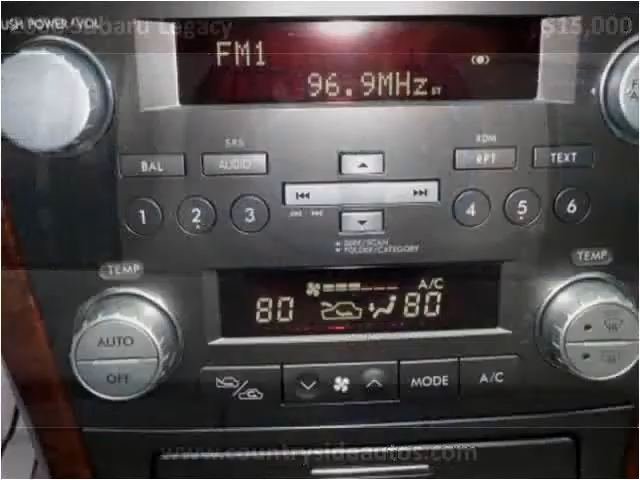 Subaru Legacy
$15,000
PUSH POWER/VOL
FM1
96.9MHz ST
SRS
RDM
BAL
AUDIO
RPT
TEXT
1
2
3
4
5
6
SEEK/SCAN
FOLDER/CATEGORY
TEMP
TEMP
A/C
80
80
AUTO
OFF
MODE
A/C
www.countrysideautos.com